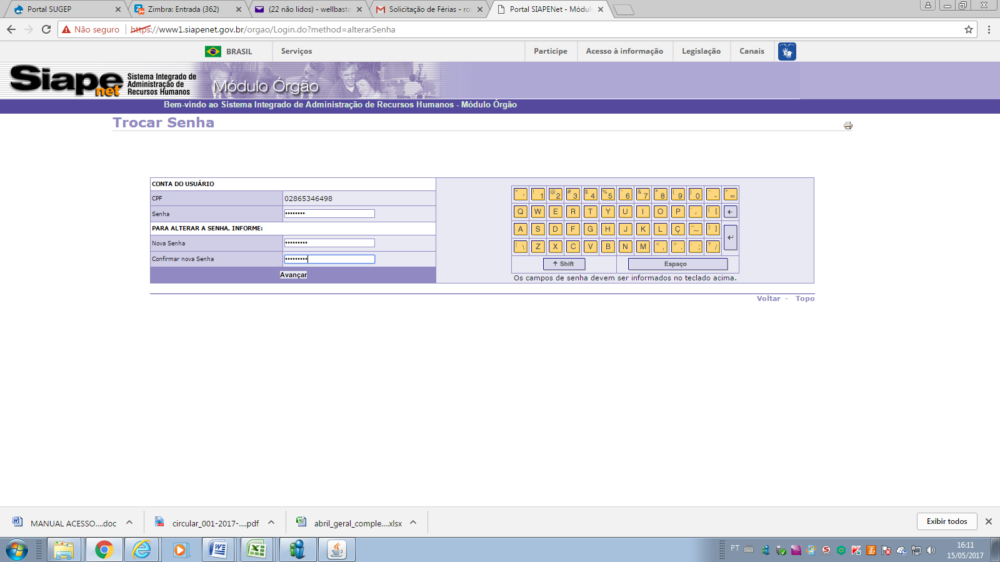 Portal SUGEP
Zimbra: Entrada (362)
(22 não lidos) - wellbasto
Solicitação de Férias - ro
Portal SIAPENet - Módul
Não seguro https://www1.siapenet.gov.br/orgao/Login.do?method=alterarSenha
BRASIL Serviços Participe Acesso à informação Legislação Canais
Siape net Sistema Integrado de Administração de Recursos Humanos
Módulo Órgão
Bem-vindo ao Sistema Integrado de Administração de Recursos Humanos - Módulo Órgão
Trocar Senha
CONTA DO USUÁRIO
CPF 02865346498
Senha ••••••••
PARA ALTERAR A SENHA, INFORME:
Nova Senha •••••••••
Confirmar nova Senha •••••••••
Avançar
" ' ! 1 @ 2 # 3 $ 4 % 5 ¨ 6 & 7 * 8 ( 9 ) 0 _ - + =
Q W E R T Y U I O P ` ´ { [ ←
A S D F G H J K L Ç ^ ~ } ] ↵
| \ Z X C V B N M < , > . : ; ? /
↑ Shift Espaço
Os campos de senha devem ser informados no teclado acima.
Voltar - Topo
MANUAL ACESSO....doc
circular_001-2017-....pdf
abril_geral_comple....xlsx
Exibir todos
PT
16:11
15/05/2017